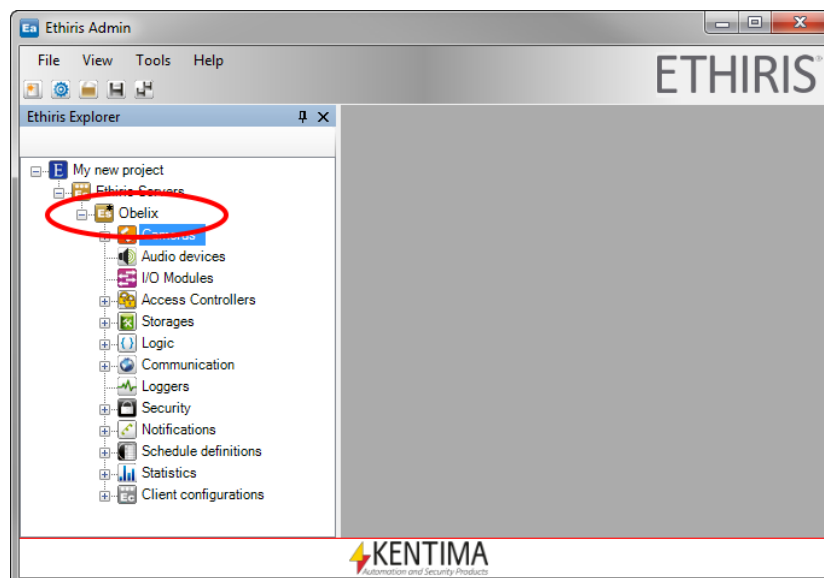 Ea Ethiris Admin
File View Tools Help
ETHIRIS®
Ethiris Explorer
E My new project
Ethiris Servers
Obelix
Cameras
Audio devices
I/O Modules
Access Controllers
Storages
Logic
Communication
Loggers
Security
Notifications
Schedule definitions
Statistics
Client configurations
KENTIMA
Automation and Security Products